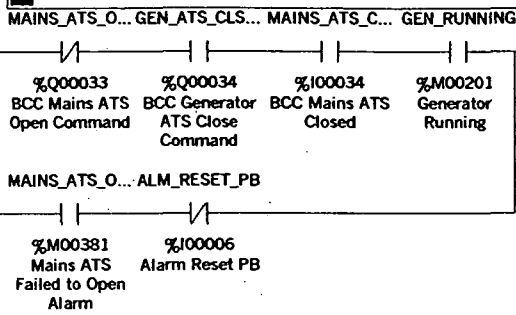 MAINS_ATS_O... GEN_ATS_CLS... MAINS_ATS_C... GEN_RUNNING
%Q00033 %Q00034 %I00034 %M00201
BCC Mains ATS BCC Generator BCC Mains ATS Generator
Open Command ATS Close Closed Running
Command
MAINS_ATS_O... ALM_RESET_PB
%M00381 %I00006
Mains ATS Alarm Reset PB
Failed to Open
Alarm